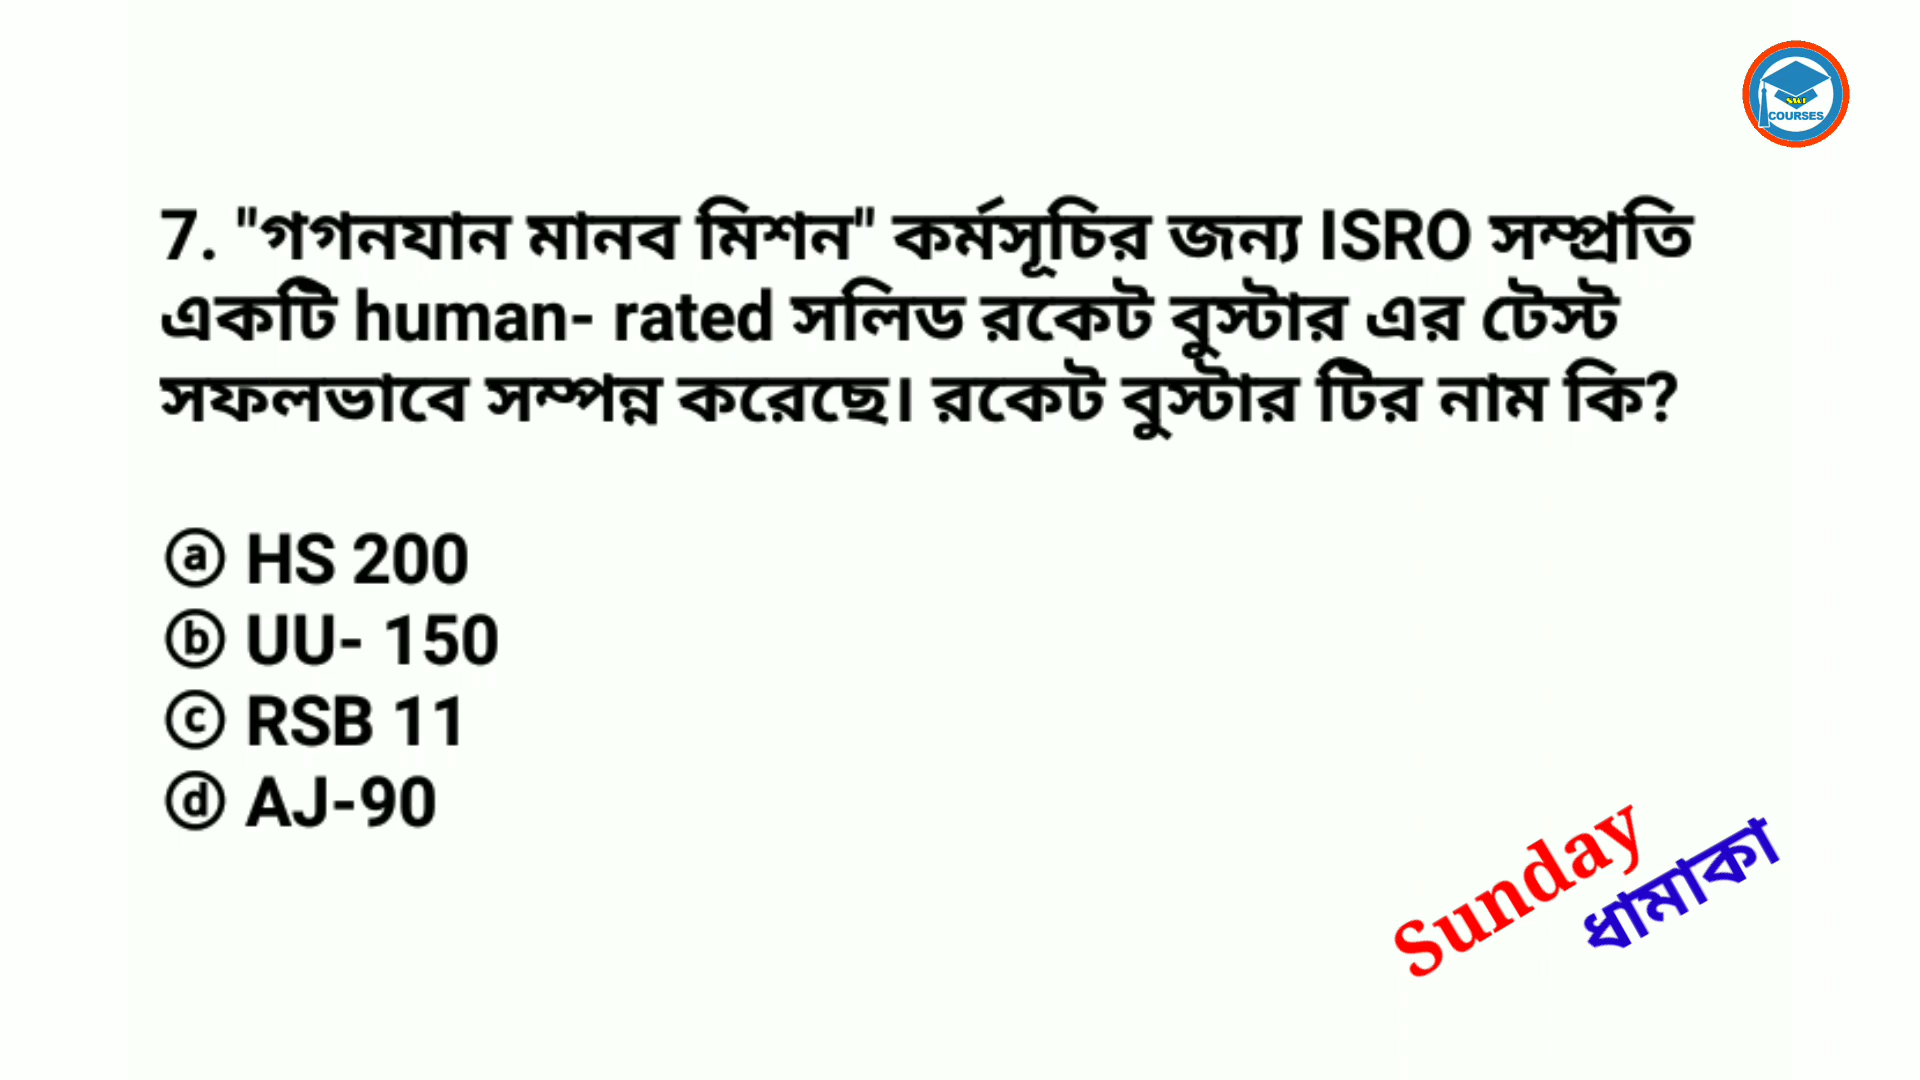 SWI
COURSES
7. "গগনযান মানব মিশন" কর্মসূচির জন্য ISRO সম্প্রতি
একটি human- rated সলিড রকেট বুস্টার এর টেস্ট
সফলভাবে সম্পন্ন করেছে। রকেট বুস্টার টির নাম কি?
ⓐ HS 200
ⓑ UU- 150
ⓒ RSB 11
ⓓ AJ-90
Sunday
ধামাকা